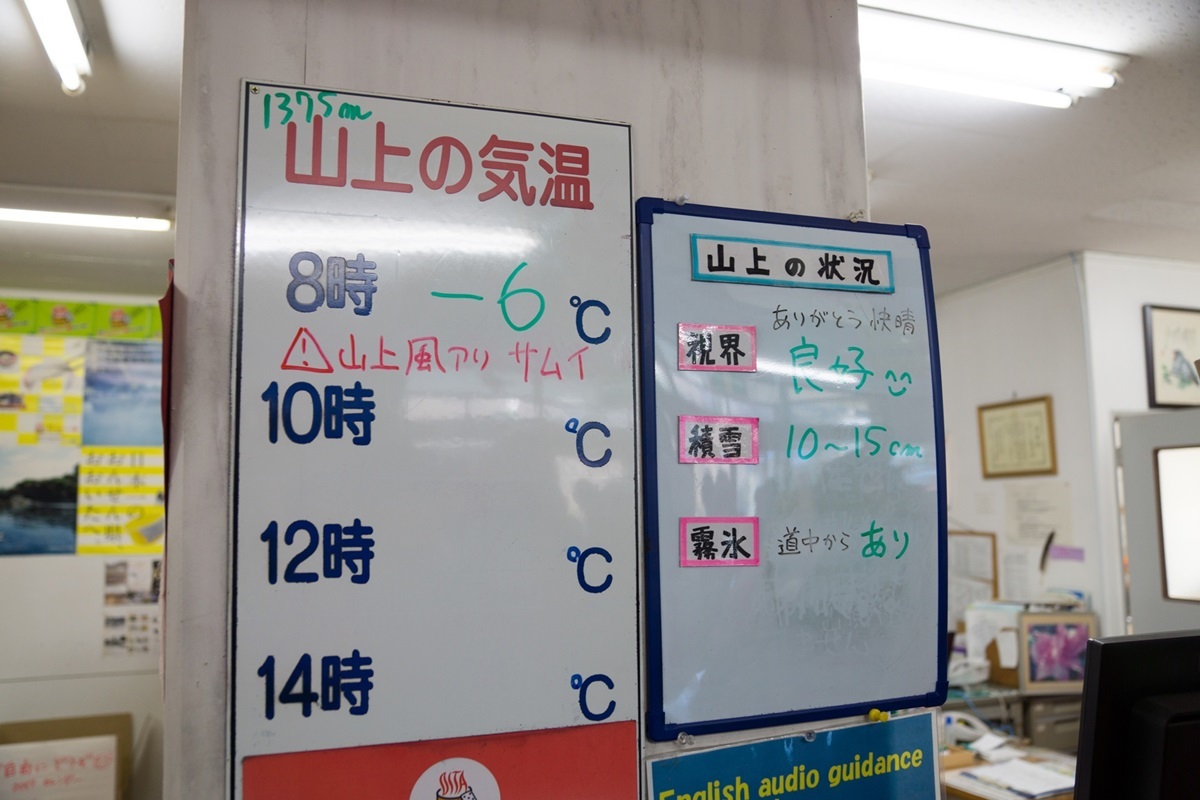 1375m
山上の気温
8時 -6 ℃
⚠山上風アリ サムイ
10時 ℃
12時 ℃
14時 ℃
山上の状況
ありがとう 快晴
視界 良好
積雪 10~15cm
霧氷 道中から あり
English audio guidance